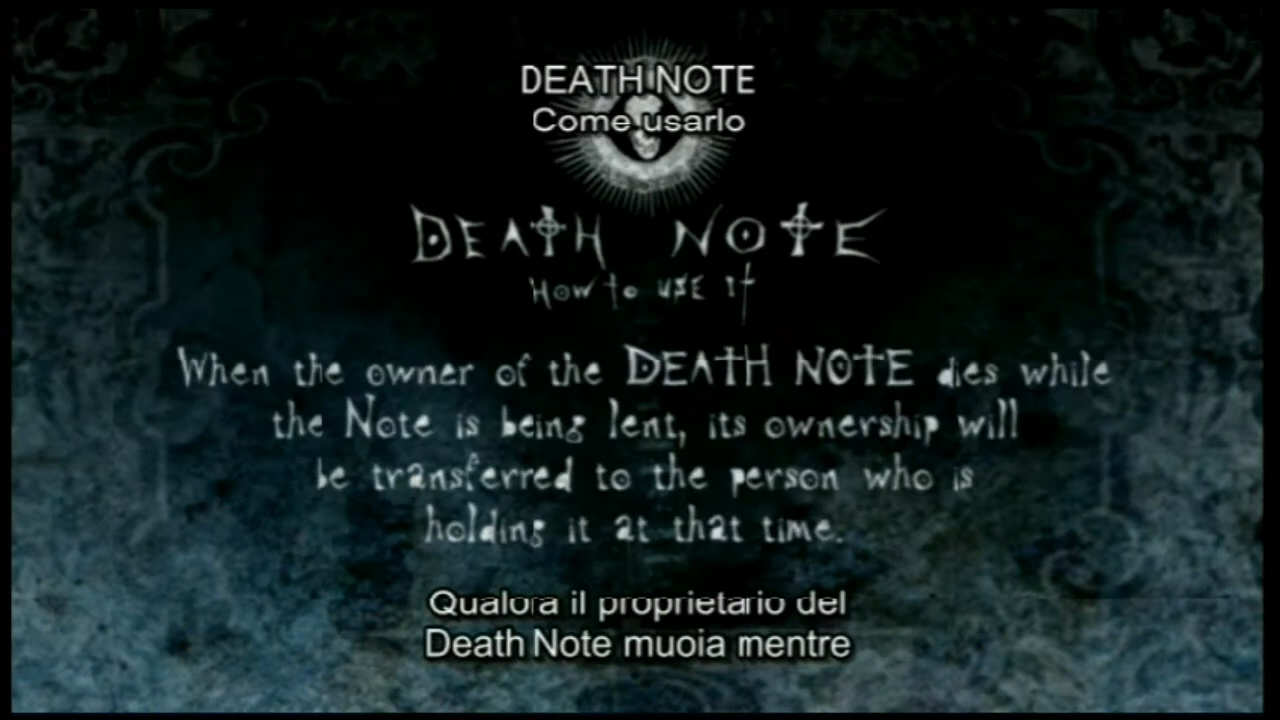 DEATH NOTE
Come usarlo
DEATH NOTE
How to use it
When the owner of the DEATH NOTE dies while
the Note is being lent, its ownership will
be transferred to the person who is
holding it at that time.
Qualora il proprietario del
Death Note muoia mentre